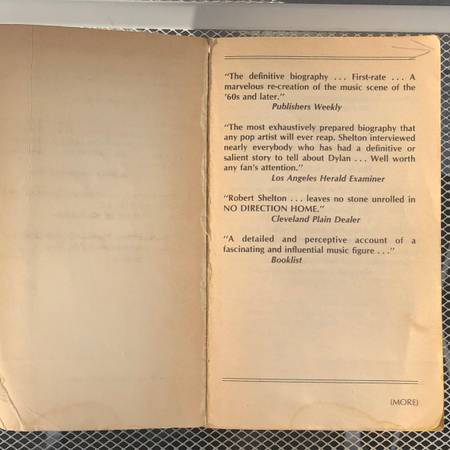 “The definitive biography . . . First-rate . . . A
marvelous re-creation of the music scene of the
’60s and later.”
Publishers Weekly
“The most exhaustively prepared biography that
any pop artist will ever reap. Shelton interviewed
nearly everybody who has had a definitive or
salient story to tell about Dylan . . . Well worth
any fan’s attention.”
Los Angeles Herald Examiner
“Robert Shelton . . . leaves no stone unrolled in
NO DIRECTION HOME.”
Cleveland Plain Dealer
“A detailed and perceptive account of a
fascinating and influential music figure . . .”
Booklist
(MORE)